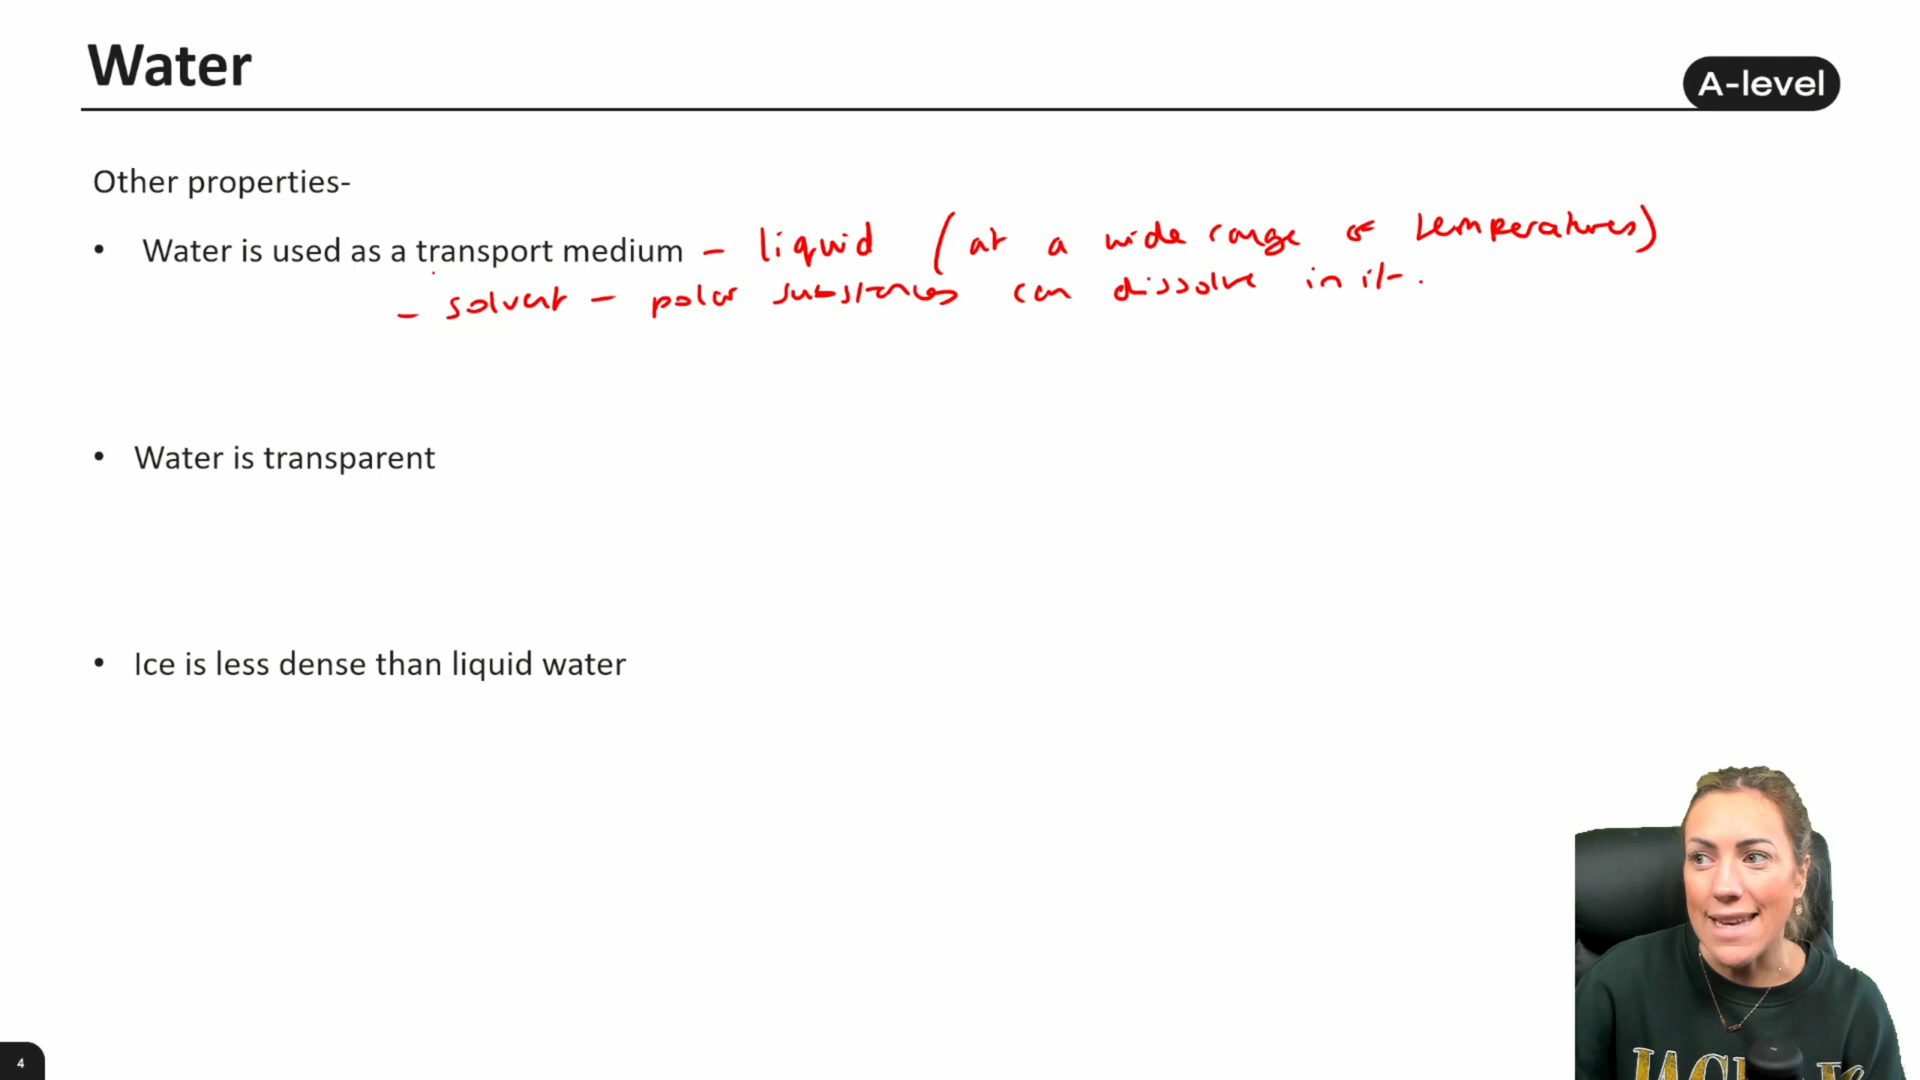 Water
A-level
Other properties-
• Water is used as a transport medium - liquid (at a wide range of temperatures)
- solvent - polar substances can dissolve in it.
• Water is transparent
• Ice is less dense than liquid water
4